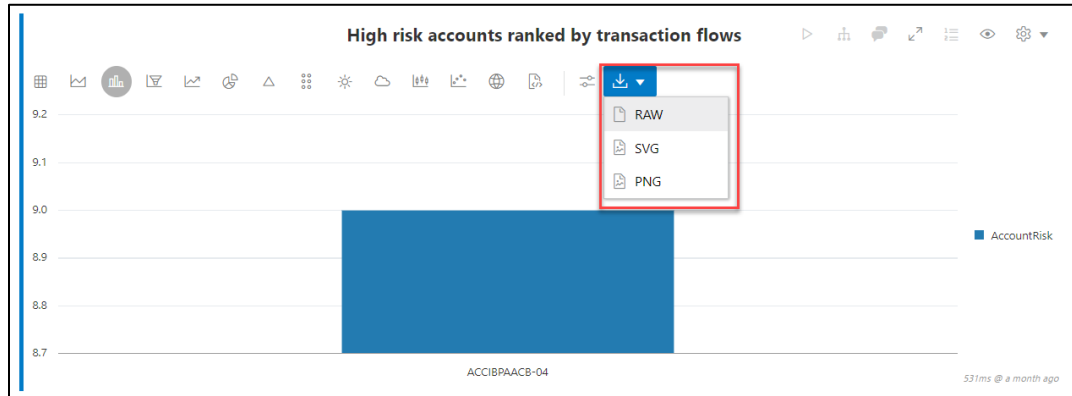 High risk accounts ranked by transaction flows
RAW
SVG
PNG
9.2
9.1
9.0
8.9
8.8
8.7
AccountRisk
ACCIBPAACB-04
531ms @ a month ago